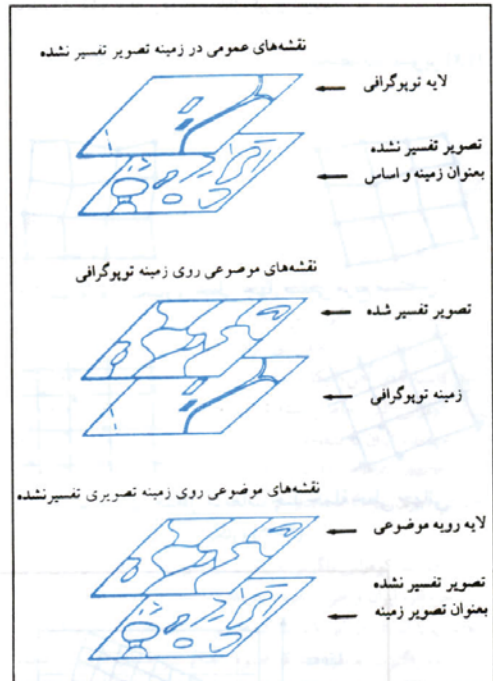 نقشه‌های عمومی در زمینه تصویر تفسیر نشده
لایه توپوگرافی
تصویر تفسیر نشده
بعنوان زمینه و اساس
نقشه‌های موضوعی روی زمینه توپوگرافی
تصویر تفسیر شده
زمینه توپوگرافی
نقشه‌های موضوعی روی زمینه تصویری تفسیرنشده
لایه رویه موضوعی
تصویر تفسیر نشده
بعنوان تصویر زمینه